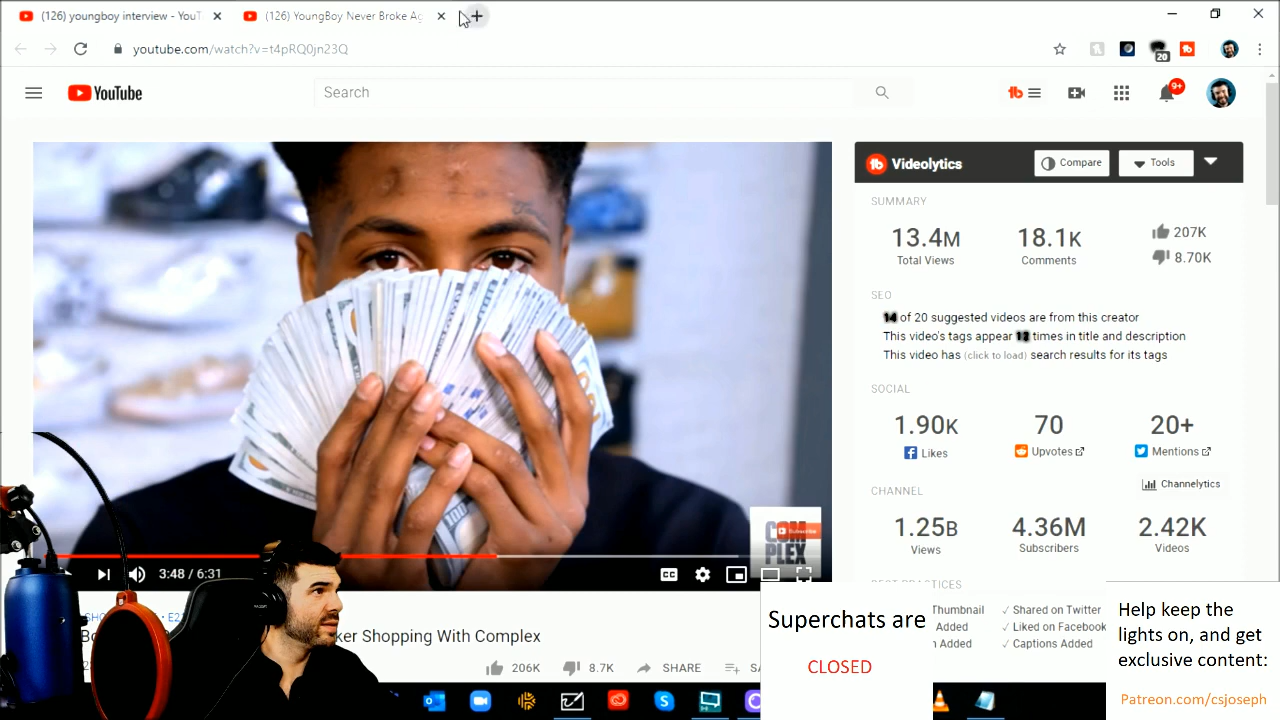 (126) youngboy interview - YouT
(126) YoungBoy Never Broke Ag
youtube.com/watch?v=t4pRQ0jn23Q
20
YouTube
Search
9+
Videolytics
Compare
Tools
SUMMARY
13.4M
Total Views
18.1K
Comments
207K
8.70K
SEO
14 of 20 suggested videos are from this creator
This video's tags appear times in title and description
This video has (click to load) search results for its tags
SOCIAL
1.90K
Likes
70
Upvotes
20+
Mentions
CHANNEL
Channelytics
1.25B
Views
4.36M
Subscribers
2.42K
Videos
COMPLEX
Subscribe
CC
3:48 / 6:31
ker Shopping With Complex
206K
8.7K
SHARE
Superchats are
CLOSED
Thumbnail
Added
Added
✓ Shared on Twitter
✓ Liked on Facebook
✓ Captions Added
Help keep the
lights on, and get
exclusive content:
Patreon.com/csjoseph